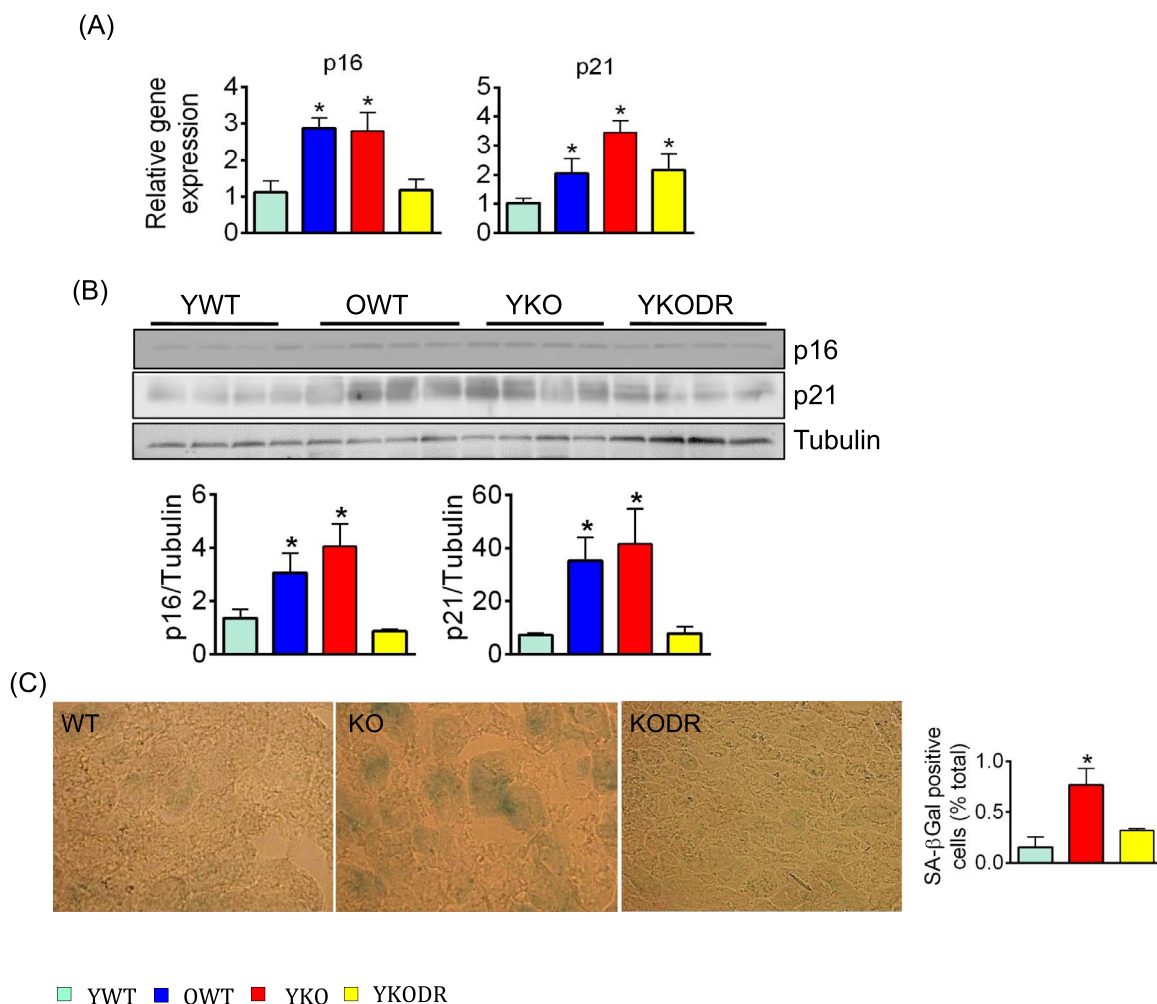 (A)
p16
p21
Relative gene
expression
4
3
2
1
0
* *
5
4
3
2
1
0
* * *
(B)
YWT OWT YKO YKODR
p16
p21
Tubulin
p16/Tubulin
6
4
2
0
* *
p21/Tubulin
60
40
20
0
* *
(C)
WT KO KODR
SA-βGal positive
cells (% total)
1.0
0.5
0.0
*
YWT OWT YKO YKODR